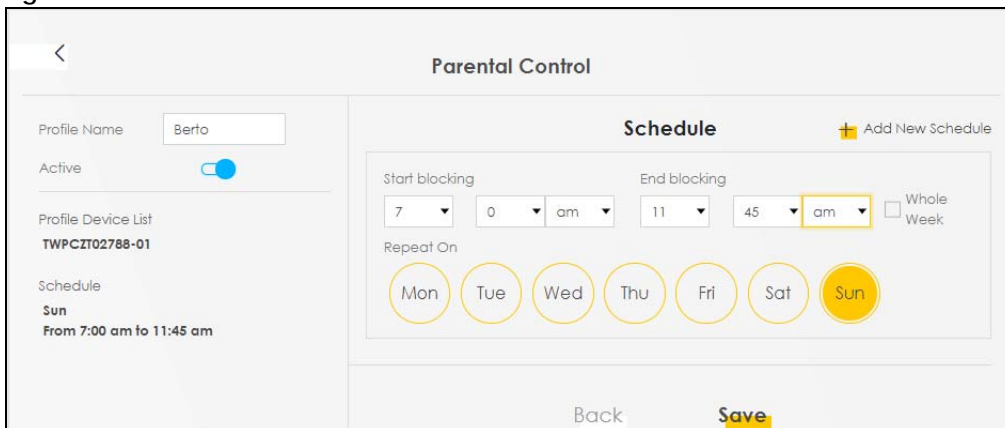 Parental Control
Profile Name Berto
Active
Profile Device List
TWPCZT02788-01
Schedule
Sun
From 7:00 am to 11:45 am
Schedule
Add New Schedule
Start blocking End blocking
7 0 am 11 45 am Whole Week
Repeat On
Mon Tue Wed Thu Fri Sat Sun
Back Save